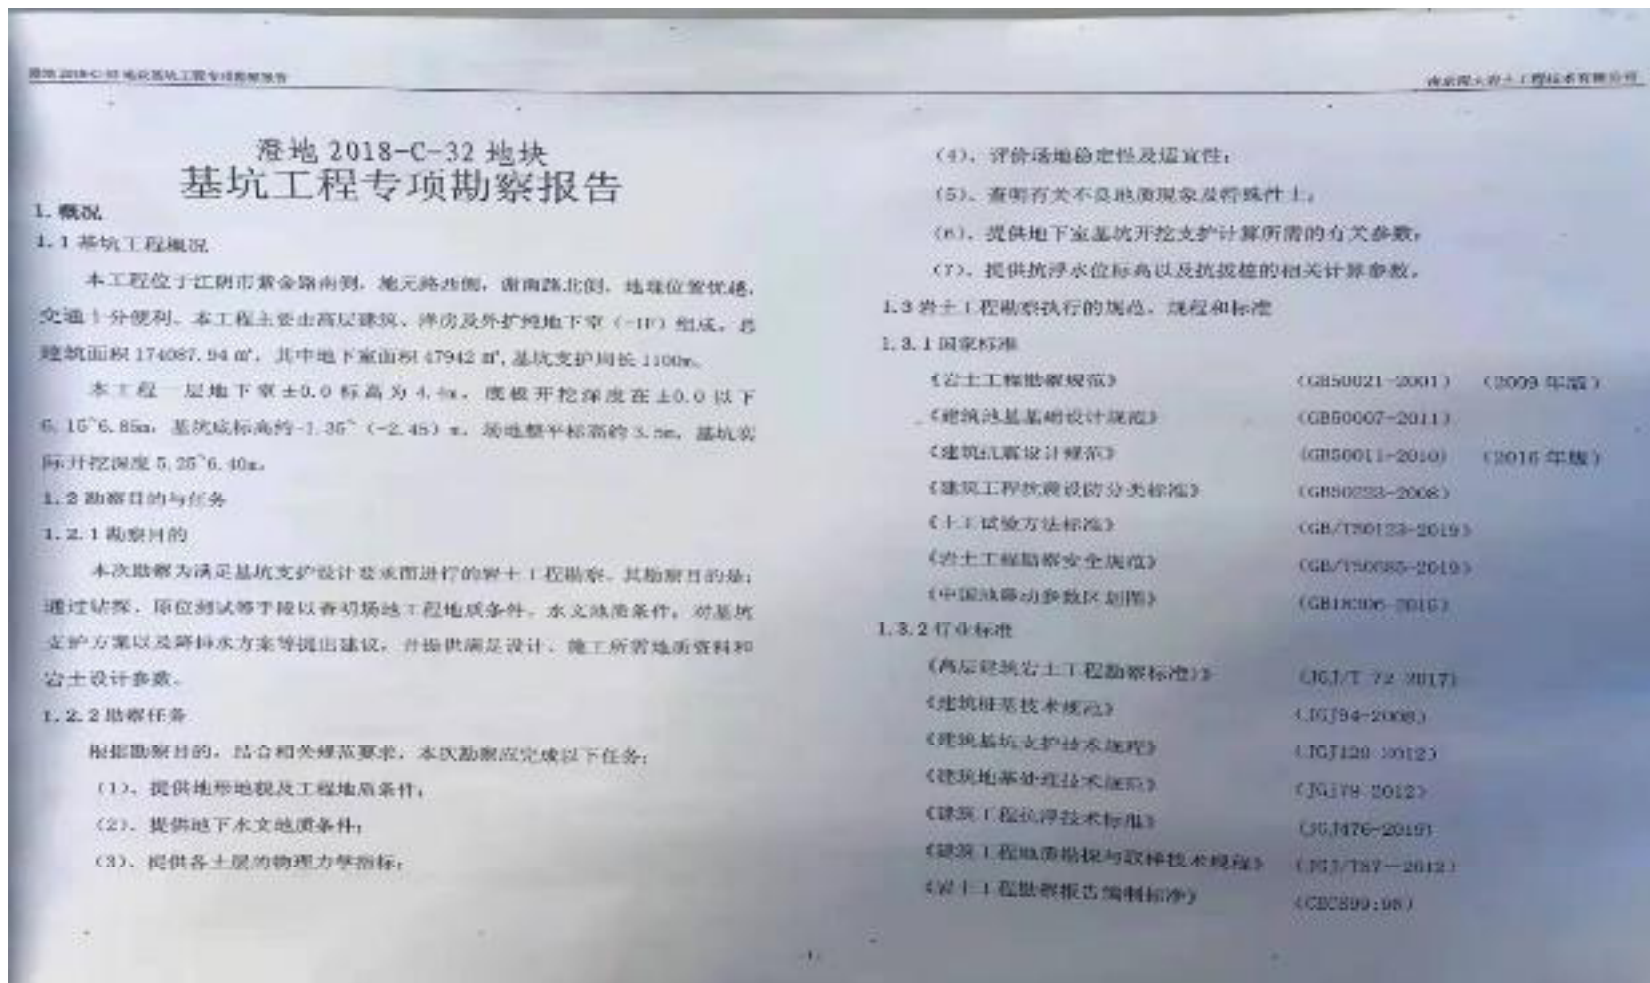 澄地 2018-C-32 地块基坑工程专项勘察报告
岩土工程技术有限公司
澄地 2018-C-32 地块
基坑工程专项勘察报告
1. 概况
1.1 基坑工程概况
本工程位于江阴市紫金路南侧，地元路西侧，谢南路北侧，地理位置优越，
交通十分便利。本工程主要由高层建筑、洋房及外扩纯地下室（-1F）组成，总
建筑面积 174087.94 ㎡，其中地下室面积 47942 ㎡,基坑支护周长 1100m。
本工程一层地下室±0.0 标高为 4.4m，底板开挖深度在±0.0 以下
6.15~6.85m，基坑底标高约-1.35~（-2.45）m，场地整平标高约 3.5m，基坑实
际开挖深度 5.25~6.40m。
1.2 勘察目的与任务
1.2.1 勘察目的
本次勘察为满足基坑支护设计要求而进行的岩土工程勘察。其勘察目的是：
通过钻探、原位测试等手段以查明场地工程地质条件、水文地质条件，对基坑
支护方案以及降排水方案等提出建议，并提供满足设计、施工所需地质资料和
岩土设计参数。
1.2.2 勘察任务
根据勘察目的，结合相关规范要求，本次勘察应完成以下任务：
（1）、提供地形地貌及工程地质条件；
（2）、提供地下水文地质条件；
（3）、提供各土层的物理力学指标；
（4）、评价场地稳定性及适宜性；
（5）、查明有关不良地质现象及特殊性土；
（6）、提供地下室基坑开挖支护计算所需的有关参数；
（7）、提供抗浮水位标高以及抗拔桩的相关计算参数。
1.3 岩土工程勘察执行的规范、规程和标准
1.3.1 国家标准
《岩土工程勘察规范》 （GB50021-2001）（2009 年版）
《建筑地基基础设计规范》 （GB50007-2011）
《建筑抗震设计规范》 （GB50011-2010）（2016 年版）
《建筑工程抗震设防分类标准》 （GB50223-2008）
《土工试验方法标准》 （GB/T50123-2019）
《岩土工程勘察安全规范》 （GB/T50585-2019）
《中国地震动参数区划图》 （GB18306-2015）
1.3.2 行业标准
《高层建筑岩土工程勘察标准》 （JGJ/T 72-2017）
《建筑桩基技术规范》 （JGJ94-2008）
《建筑基坑支护技术规程》 （JGJ120-2012）
《建筑地基处理技术规范》 （JGJ79-2012）
《建筑工程抗浮技术标准》 （JGJ476-2019）
《建筑工程地质勘探与取样技术规程》 （JGJ/T87—2012）
《岩土工程勘察报告编制标准》 （CECS99:98）
-1-